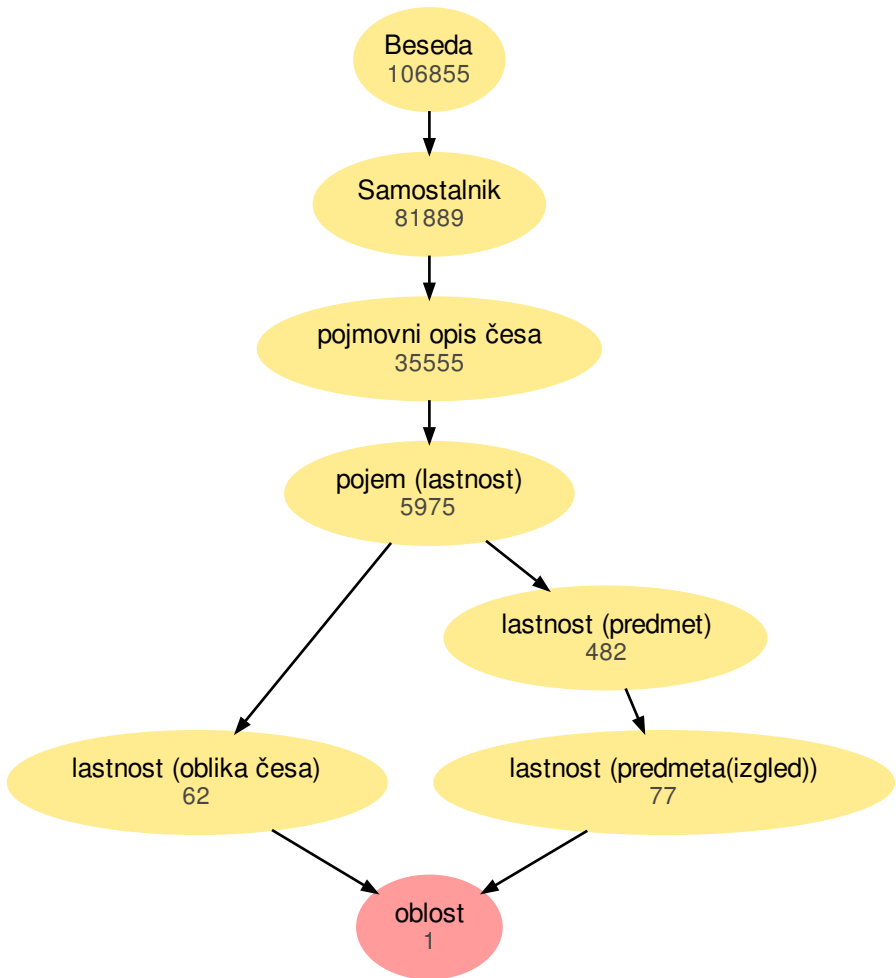 Beseda
106855
Samostalnik
81889
pojmovni opis česa
35555
pojem (lastnost)
5975
lastnost (predmet)
482
lastnost (oblika česa)
62
lastnost (predmeta(izgled))
77
oblost
1